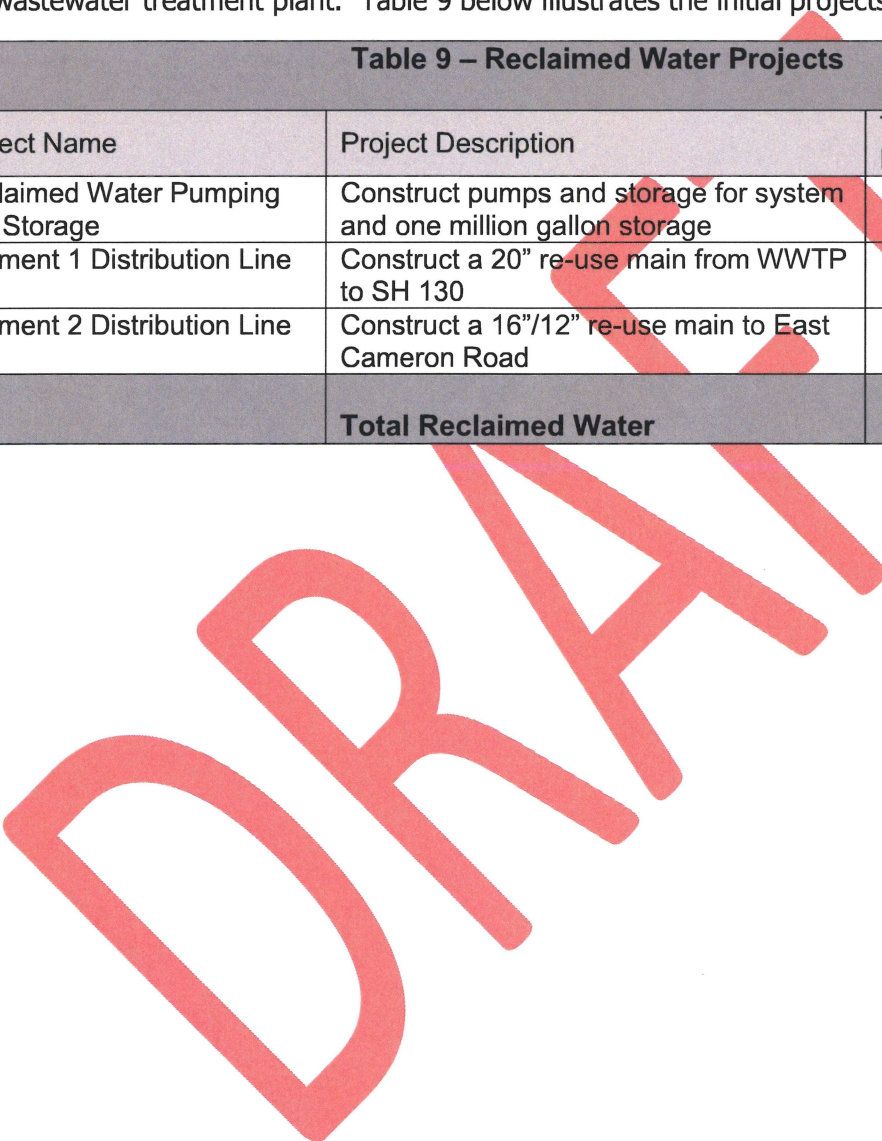 wastewater treatment plant. Table 9 below illustrates the initial projects
Table 9 – Reclaimed Water Projects
ect Name Project Description
laimed Water Pumping Construct pumps and storage for system
Storage and one million gallon storage
ment 1 Distribution Line Construct a 20" re-use main from WWTP
to SH 130
ment 2 Distribution Line Construct a 16"/12" re-use main to East
Cameron Road
Total Reclaimed Water
DRAFT